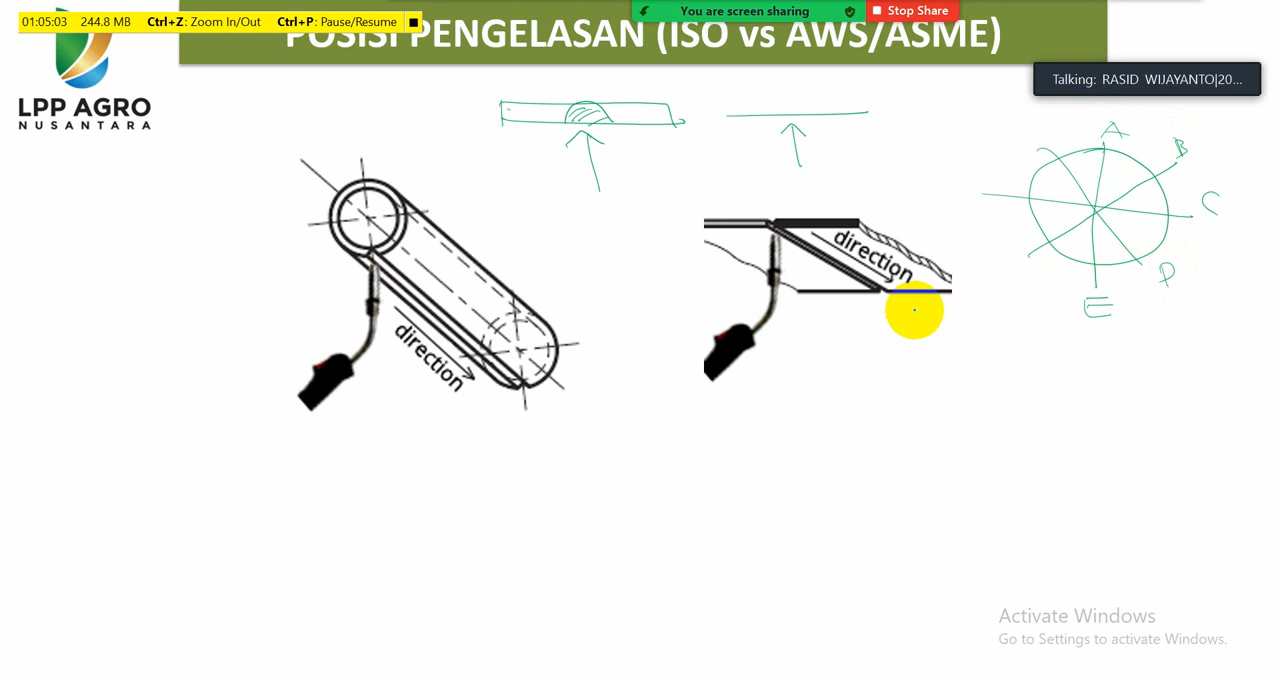 01:05:03 244.8 MB Ctrl+Z: Zoom In/Out Ctrl+P: Pause/Resume
You are screen sharing Stop Share
POSISI PENGELASAN (ISO vs AWS/ASME)
Talking: RASID WIJAYANTO|20...
LPP AGRO
NUSANTARA
A
B
C
D
E
direction
direction
Activate Windows
Go to Settings to activate Windows.